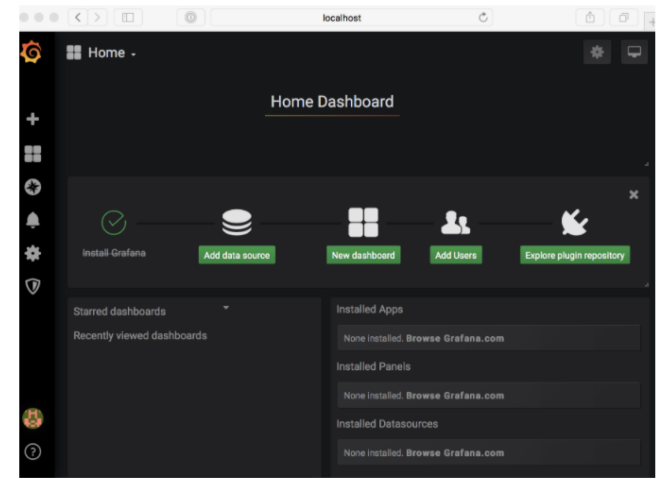 localhost
Home
Home Dashboard
Install Grafana
Add data source
New dashboard
Add Users
Explore plugin repository
Starred dashboards
Recently viewed dashboards
Installed Apps
None installed. Browse Grafana.com
Installed Panels
None installed. Browse Grafana.com
Installed Datasources
None installed. Browse Grafana.com